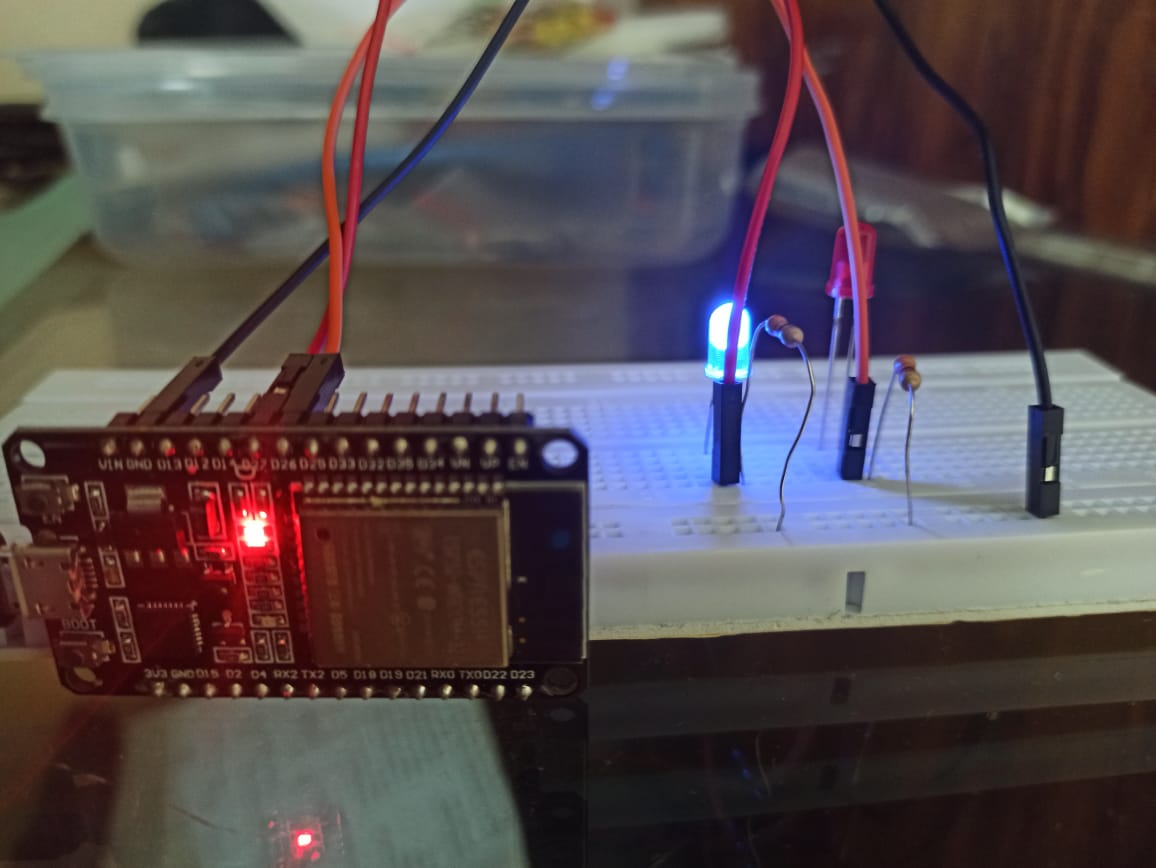 VIN GND D13 D12 D14 D27 D26 D25 D33 D32 D35 D34 VN VP EN
BOOT
3V3 GND D15 D2 D4 RX2 TX2 D5 D18 D19 D21 RX0 TX0 D22 D23